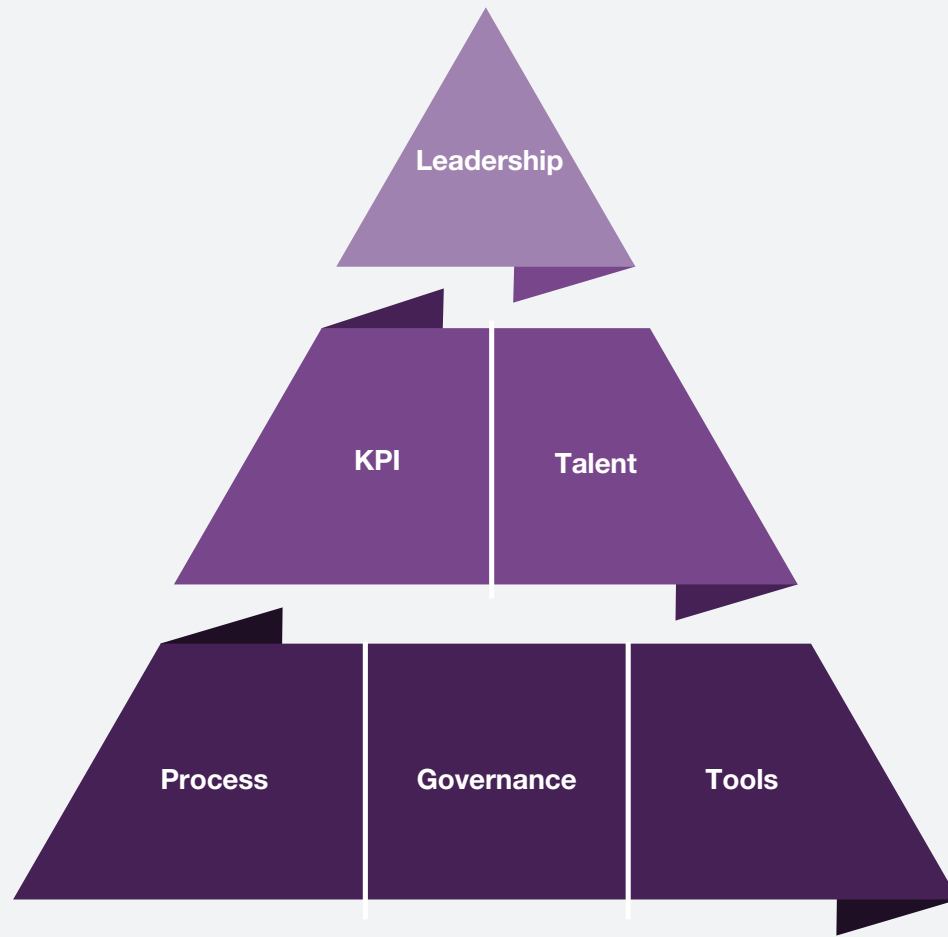 Leadership
KPI
Talent
Process
Governance
Tools